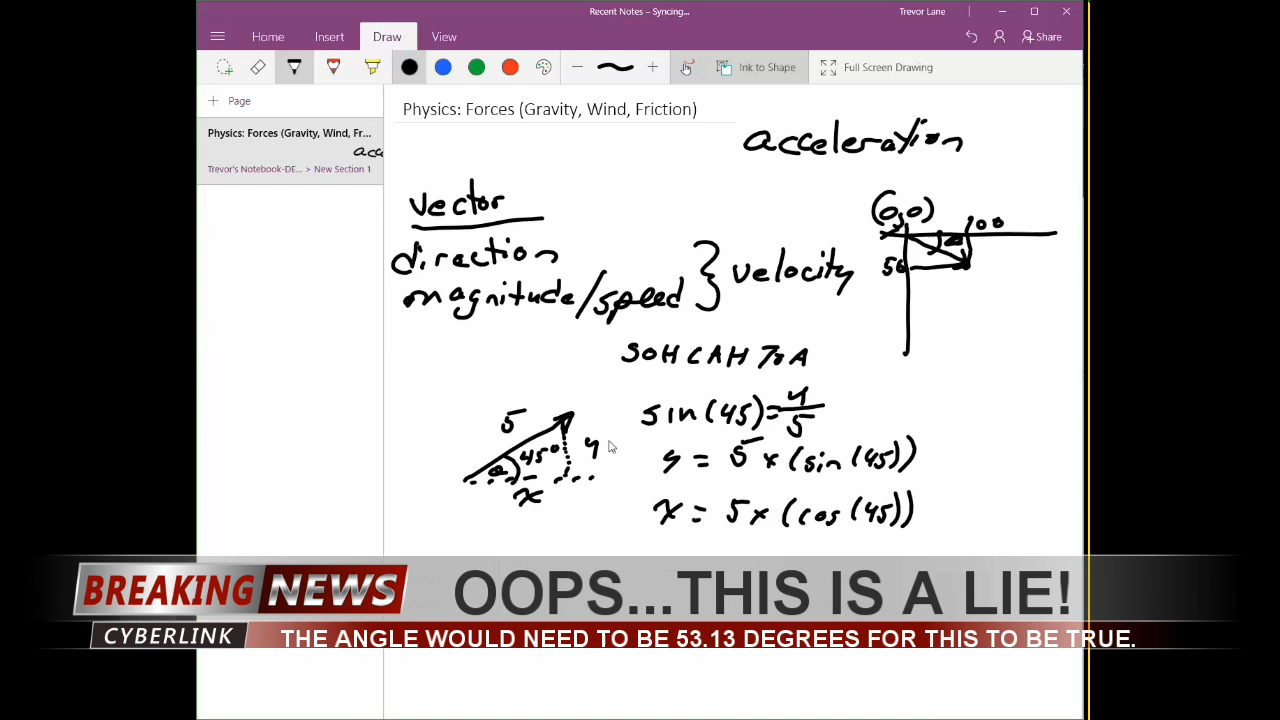 Recent Notes – Syncing...
Trevor Lane
Home Insert Draw View
Share
Ink to Shape
Full Screen Drawing
+ Page
Physics: Forces (Gravity, Wind, Fr...
acc
Trevor's Notebook-DE... > New Section 1
Physics: Forces (Gravity, Wind, Friction)
acceleration
vector
direction
magnitude/speed } velocity
(0,0)
100
50
SOH CAH TOA
5
45°
y
x
sin(45)=y/5
y = 5 x (sin(45))
x = 5 x (cos(45))
BREAKING NEWS
OOPS...THIS IS A LIE!
CYBERLINK
THE ANGLE WOULD NEED TO BE 53.13 DEGREES FOR THIS TO BE TRUE.